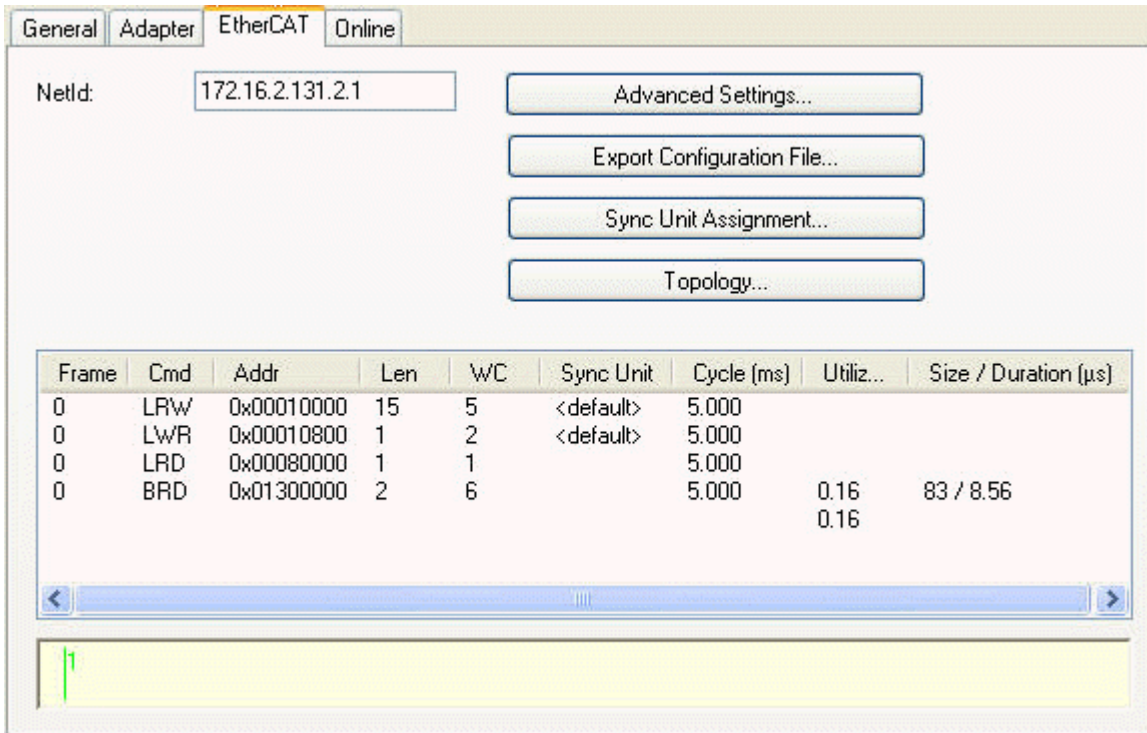 General Adapter EtherCAT Online
NetId: 172.16.2.131.2.1 Advanced Settings...
Export Configuration File...
Sync Unit Assignment...
Topology...
Frame Cmd Addr Len WC Sync Unit Cycle (ms) Utiliz... Size / Duration (µs)
0 LRW 0x00010000 15 5 <default> 5.000
0 LWR 0x00010800 1 2 <default> 5.000
0 LRD 0x00080000 1 1 5.000
0 BRD 0x01300000 2 6 5.000 0.16 83 / 8.56
0.16
1